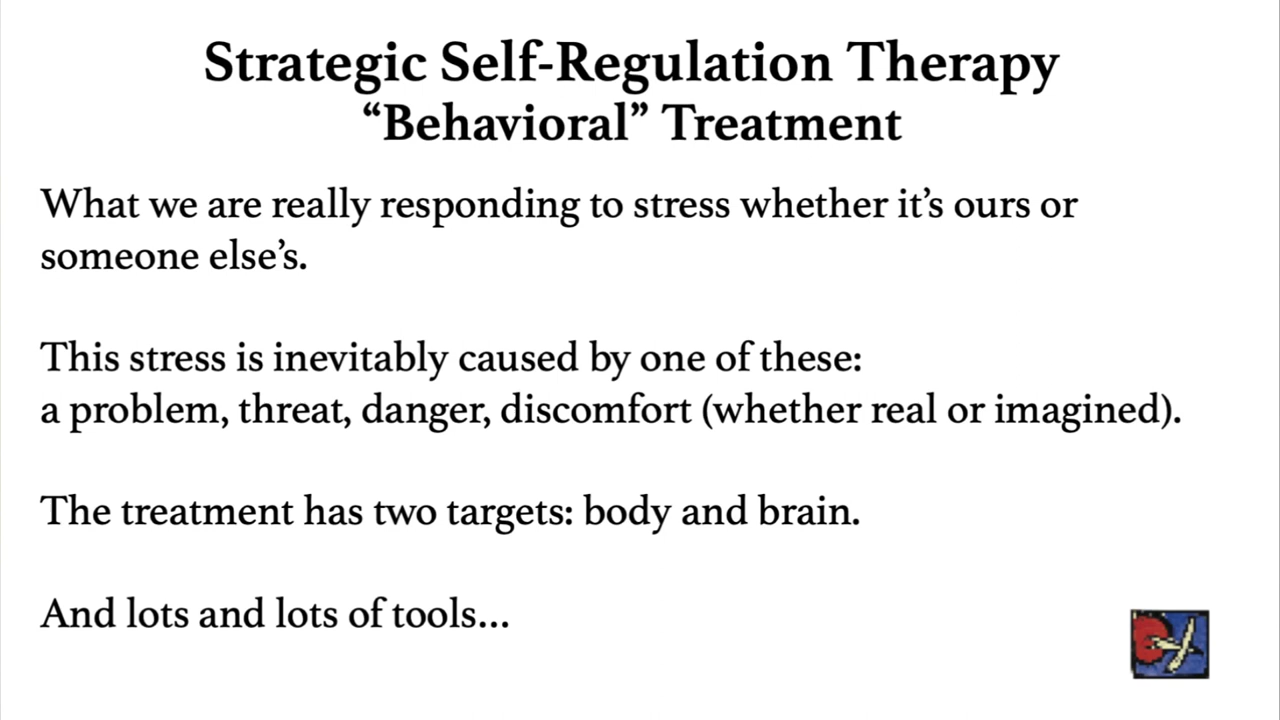 Strategic Self-Regulation Therapy
“Behavioral” Treatment
What we are really responding to stress whether it’s ours or
someone else’s.
This stress is inevitably caused by one of these:
a problem, threat, danger, discomfort (whether real or imagined).
The treatment has two targets: body and brain.
And lots and lots of tools...